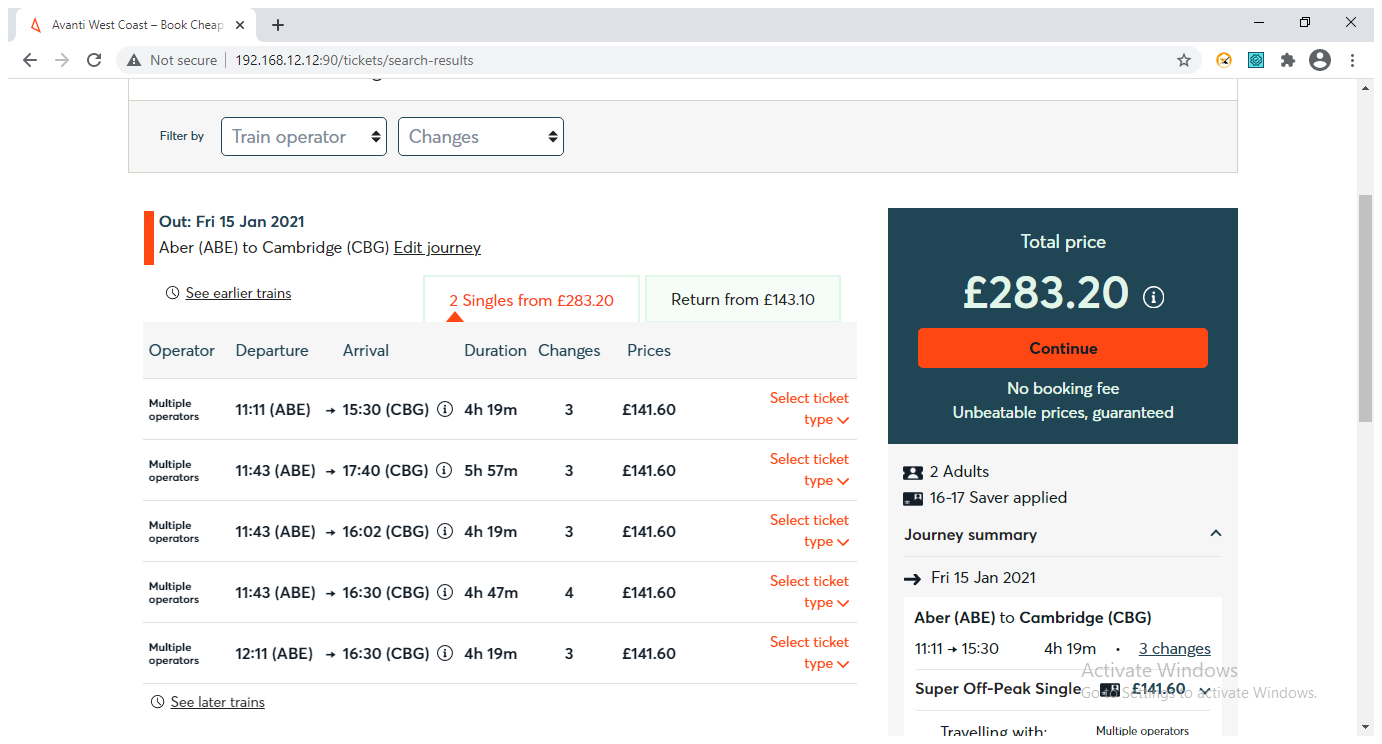 Avanti West Coast – Book Cheap
Not secure 192.168.12.12:90/tickets/search-results
Filter by Train operator Changes
Out: Fri 15 Jan 2021
Aber (ABE) to Cambridge (CBG) Edit journey
See earlier trains
2 Singles from £283.20 Return from £143.10
Operator Departure Arrival Duration Changes Prices
Multiple operators 11:11 (ABE) → 15:30 (CBG) 4h 19m 3 £141.60 Select ticket type
Multiple operators 11:43 (ABE) → 17:40 (CBG) 5h 57m 3 £141.60 Select ticket type
Multiple operators 11:43 (ABE) → 16:02 (CBG) 4h 19m 3 £141.60 Select ticket type
Multiple operators 11:43 (ABE) → 16:30 (CBG) 4h 47m 4 £141.60 Select ticket type
Multiple operators 12:11 (ABE) → 16:30 (CBG) 4h 19m 3 £141.60 Select ticket type
See later trains
Total price
£283.20
Continue
No booking fee
Unbeatable prices, guaranteed
2 Adults
16-17 Saver applied
Journey summary
→ Fri 15 Jan 2021
Aber (ABE) to Cambridge (CBG)
11:11 → 15:30 4h 19m · 3 changes
Activate Windows
Super Off-Peak Single £141.60
Go to Settings to activate Windows.
Travelling with: Multiple operators